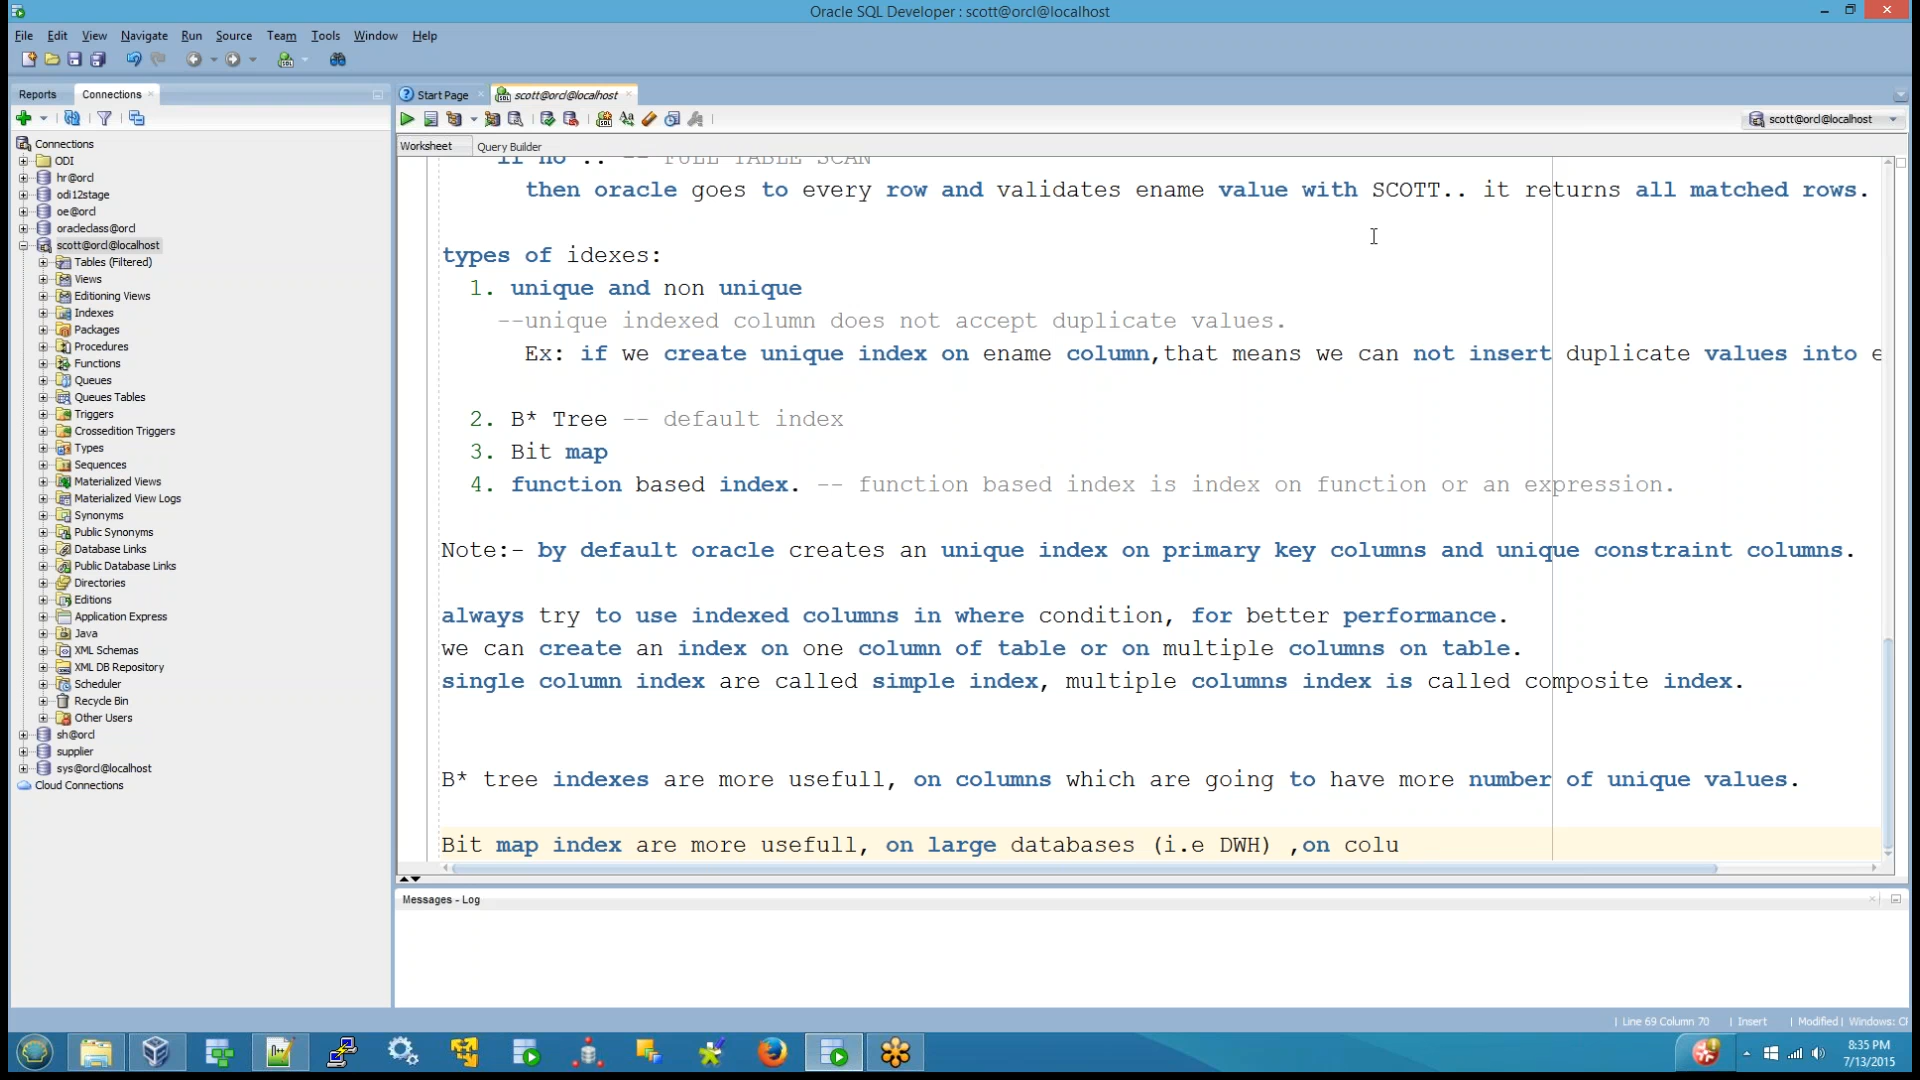 Oracle SQL Developer : scott@orcl@localhost
File Edit View Navigate Run Source Team Tools Window Help
Reports Connections
Start Page scott@orcl@localhost
scott@orcl@localhost
Worksheet Query Builder
Connections
ODI
hr@orcl
odi12stage
oe@orcl
oracleclass@orcl
scott@orcl@localhost
Tables (Filtered)
Views
Editioning Views
Indexes
Packages
Procedures
Functions
Queues
Queues Tables
Triggers
Crossedition Triggers
Types
Sequences
Materialized Views
Materialized View Logs
Synonyms
Public Synonyms
Database Links
Public Database Links
Directories
Editions
Application Express
Java
XML Schemas
XML DB Repository
Scheduler
Recycle Bin
Other Users
sh@orcl
supplier
sys@orcl@localhost
Cloud Connections
if no .. -- FULL TABLE SCAN
then oracle goes to every row and validates ename value with SCOTT.. it returns all matched rows.
types of idexes:
1. unique and non unique
--unique indexed column does not accept duplicate values.
Ex: if we create unique index on ename column,that means we can not insert duplicate values into e
2. B* Tree -- default index
3. Bit map
4. function based index. -- function based index is index on function or an expression.
Note:- by default oracle creates an unique index on primary key columns and unique constraint columns.
always try to use indexed columns in where condition, for better performance.
we can create an index on one column of table or on multiple columns on table.
single column index are called simple index, multiple columns index is called composite index.
B* tree indexes are more usefull, on columns which are going to have more number of unique values.
Bit map index are more usefull, on large databases (i.e DWH) ,on colu
Messages - Log
Line 69 Column 70 | Insert | Modified | Windows: C
8:35 PM
7/13/2015